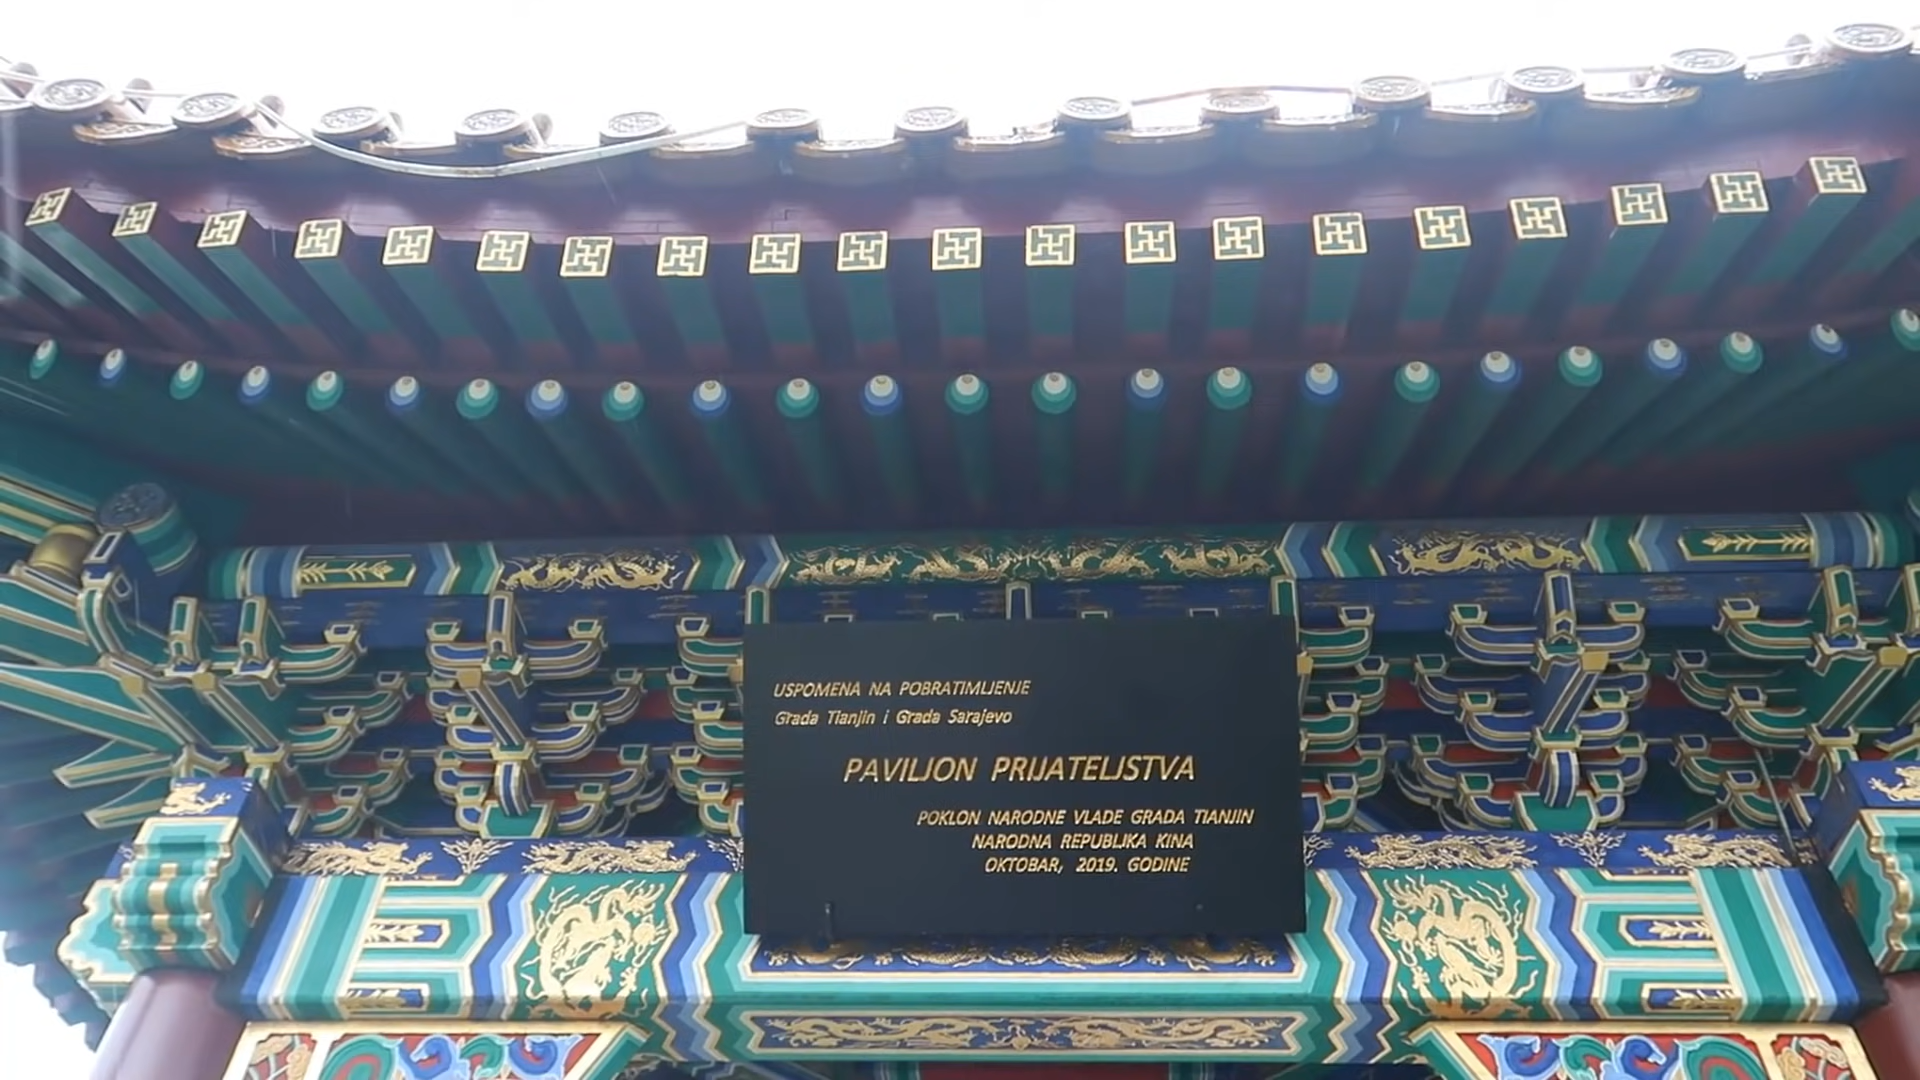 USPOMENA NA POBRATIMLJENJE
Grada Tianjin i Grada Sarajevo
PAVILJON PRIJATELJSTVA
POKLON NARODNE VLADE GRADA TIANJIN
NARODNA REPUBLIKA KINA
OKTOBAR, 2019. GODINE